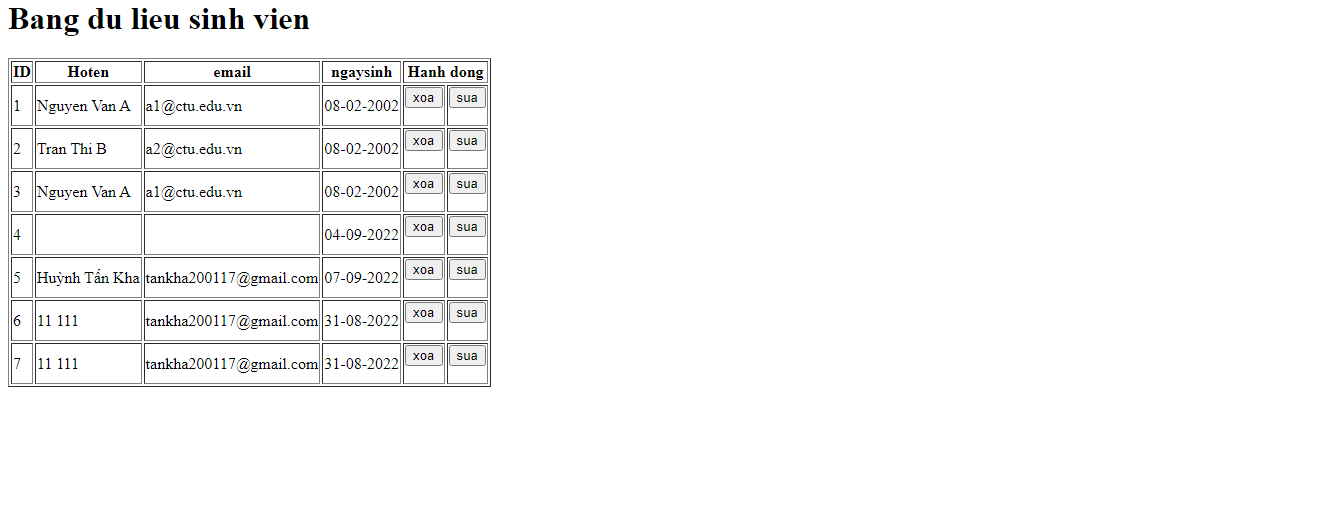 Bang du lieu sinh vien
ID Hoten email ngaysinh Hanh dong
1 Nguyen Van A a1@ctu.edu.vn 08-02-2002 xoa sua
2 Tran Thi B a2@ctu.edu.vn 08-02-2002 xoa sua
3 Nguyen Van A a1@ctu.edu.vn 08-02-2002 xoa sua
4 04-09-2022 xoa sua
5 Huỳnh Tấn Kha tankha200117@gmail.com 07-09-2022 xoa sua
6 11 111 tankha200117@gmail.com 31-08-2022 xoa sua
7 11 111 tankha200117@gmail.com 31-08-2022 xoa sua